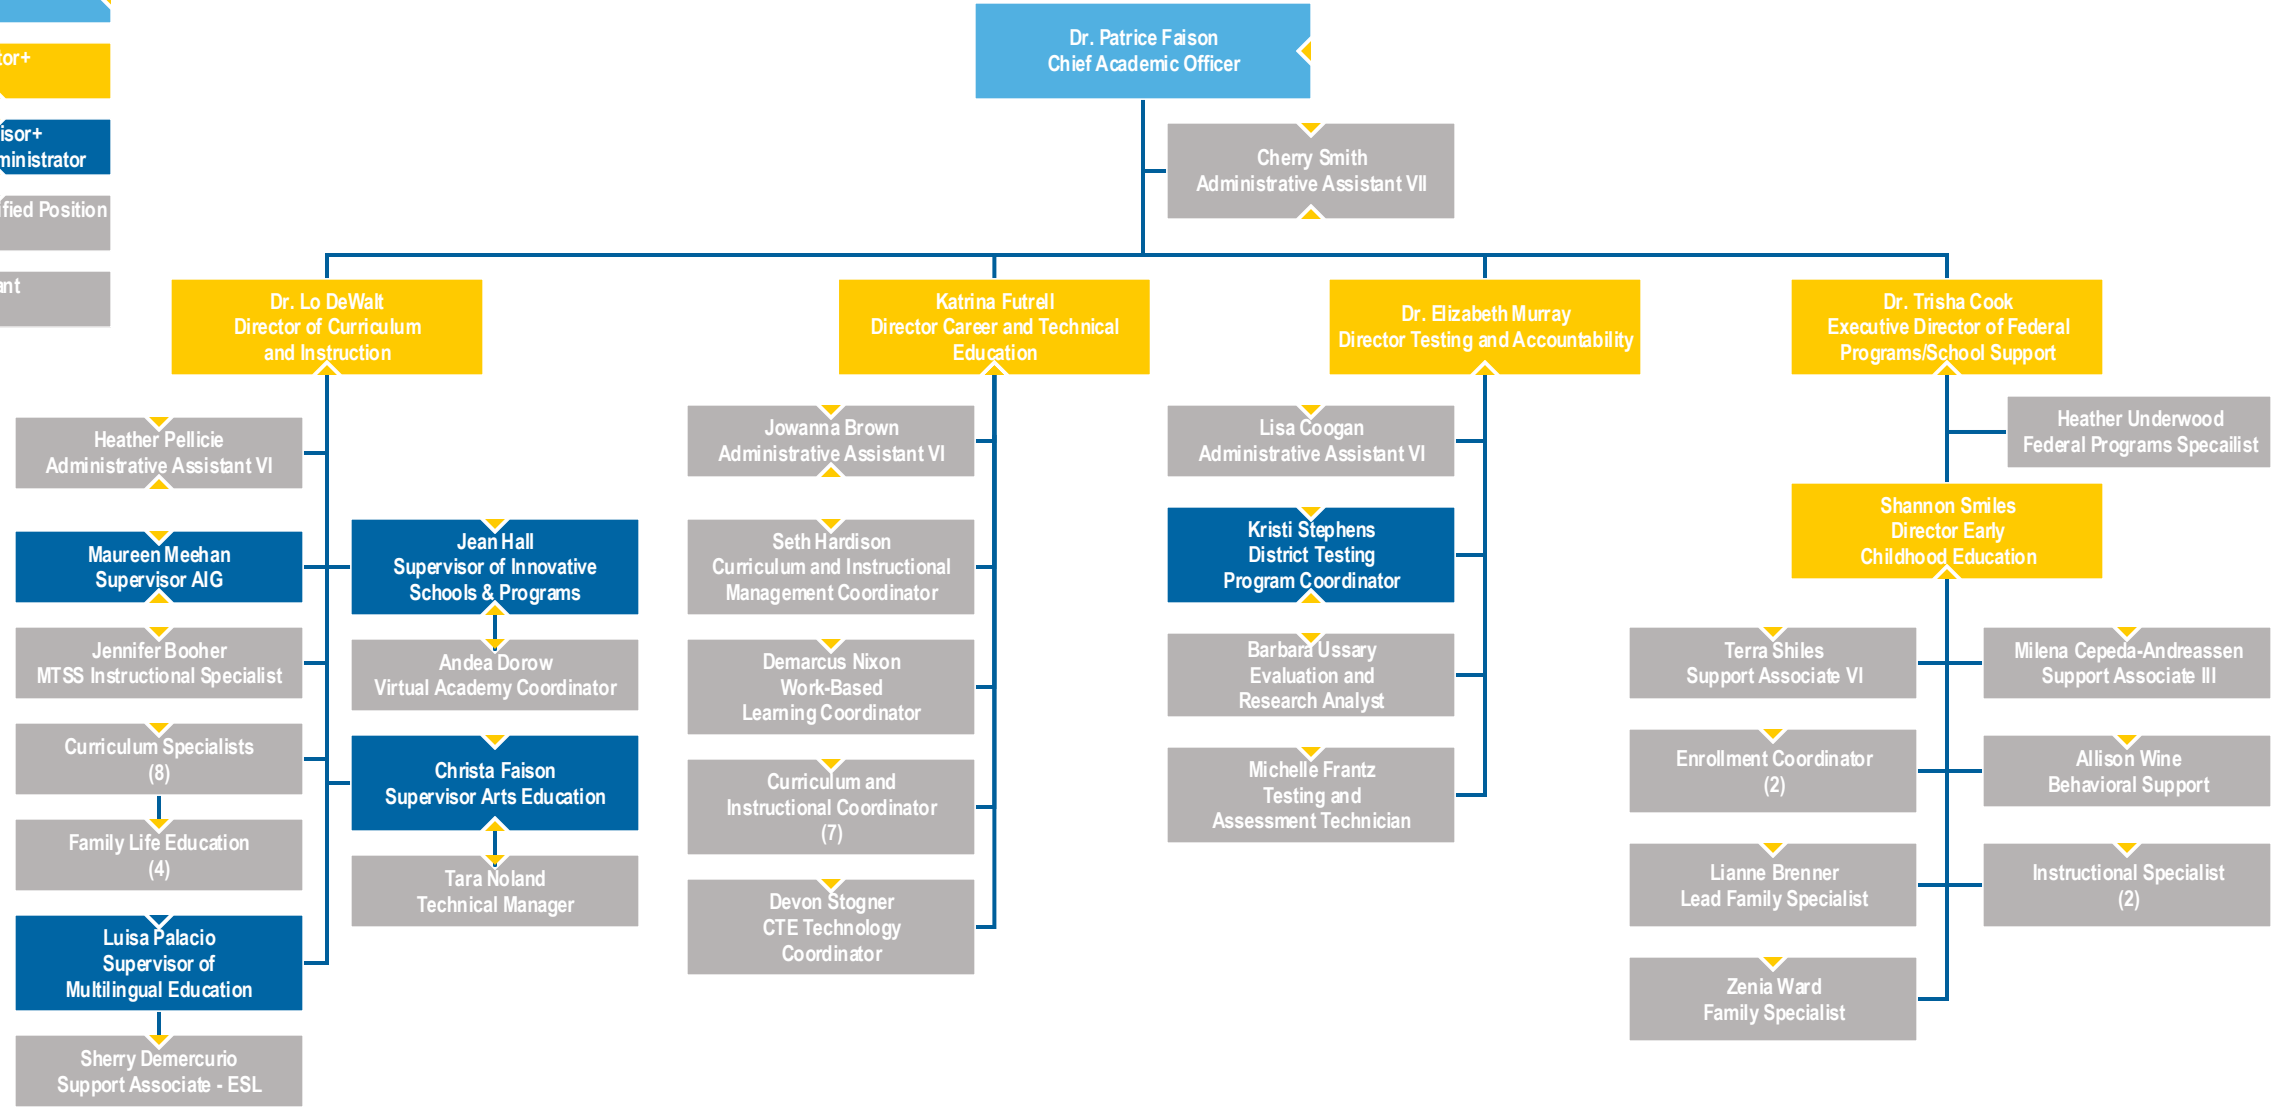 Dr. Patrice Faison
Chief Academic Officer
Cherry Smith
Administrative Assistant VII
Dr. Lo DeWalt
Director of Curriculum
and Instruction
Katrina Futrell
Director Career and Technical
Education
Dr. Elizabeth Murray
Director Testing and Accountability
Dr. Trisha Cook
Executive Director of Federal
Programs/School Support
Heather Pellicie
Administrative Assistant VI
Maureen Meehan
Supervisor AIG
Jennifer Booher
MTSS Instructional Specialist
Curriculum Specialists
(8)
Family Life Education
(4)
Luisa Palacio
Supervisor of
Multilingual Education
Sherry Demercurio
Support Associate - ESL
Jean Hall
Supervisor of Innovative
Schools & Programs
Andea Dorow
Virtual Academy Coordinator
Christa Faison
Supervisor Arts Education
Tara Noland
Technical Manager
Jowanna Brown
Administrative Assistant VI
Seth Hardison
Curriculum and Instructional
Management Coordinator
Demarcus Nixon
Work-Based
Learning Coordinator
Curriculum and
Instructional Coordinator
(7)
Devon Stogner
CTE Technology
Coordinator
Lisa Coogan
Administrative Assistant VI
Kristi Stephens
District Testing
Program Coordinator
Barbara Ussary
Evaluation and
Research Analyst
Michelle Frantz
Testing and
Assessment Technician
Heather Underwood
Federal Programs Specailist
Shannon Smiles
Director Early
Childhood Education
Terra Shiles
Support Associate VI
Enrollment Coordinator
(2)
Lianne Brenner
Lead Family Specialist
Zenia Ward
Family Specialist
Milena Cepeda-Andreassen
Support Associate III
Allison Wine
Behavioral Support
Instructional Specialist
(2)
tor+
isor+
ministrator
ified Position
ant